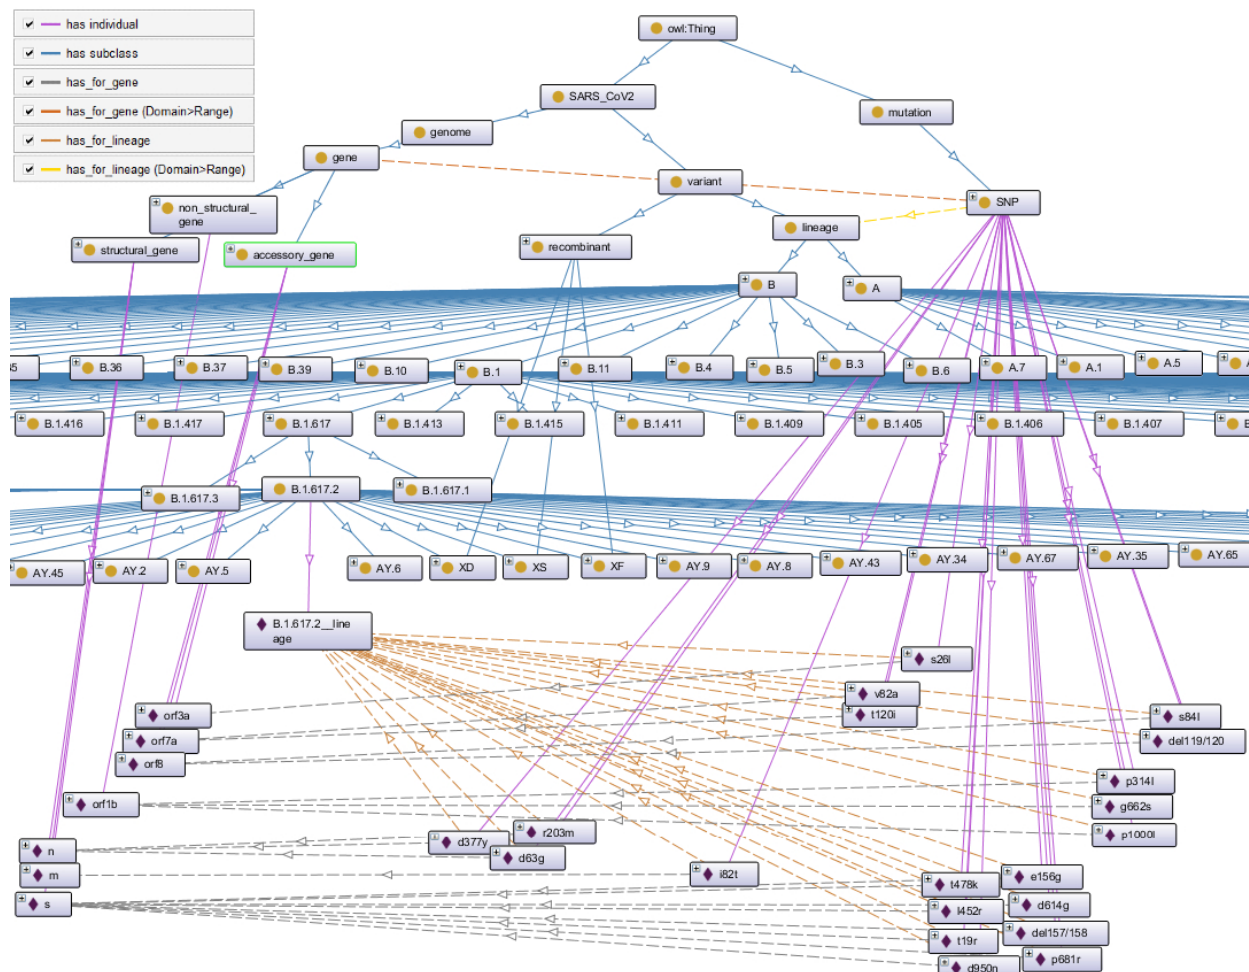 has individual
has subclass
has_for_gene
has_for_gene (Domain>Range)
has_for_lineage
has_for_lineage (Domain>Range)
owl:Thing
SARS_CoV2
mutation
genome
gene
variant
SNP
non_structural_
gene
structural_gene
accessory_gene
recombinant
lineage
B
A
B.36
B.37
B.39
B.10
B.1
B.11
B.4
B.5
B.3
B.6
A.7
A.1
A.5
B.1.416
B.1.417
B.1.617
B.1.413
B.1.415
B.1.411
B.1.409
B.1.405
B.1.406
B.1.407
B.1.617.3
B.1.617.2
B.1.617.1
AY.45
AY.2
AY.5
AY.6
XD
XS
XF
AY.9
AY.8
AY.43
AY.34
AY.67
AY.35
AY.65
B.1.617.2__line
age
s26l
v82a
t120i
s84l
del119/120
orf3a
orf7a
orf8
orf1b
p314l
g662s
p1000l
n
m
s
d377y
r203m
d63g
i82t
t478k
e156g
l452r
d614g
t19r
del157/158
d950n
p681r